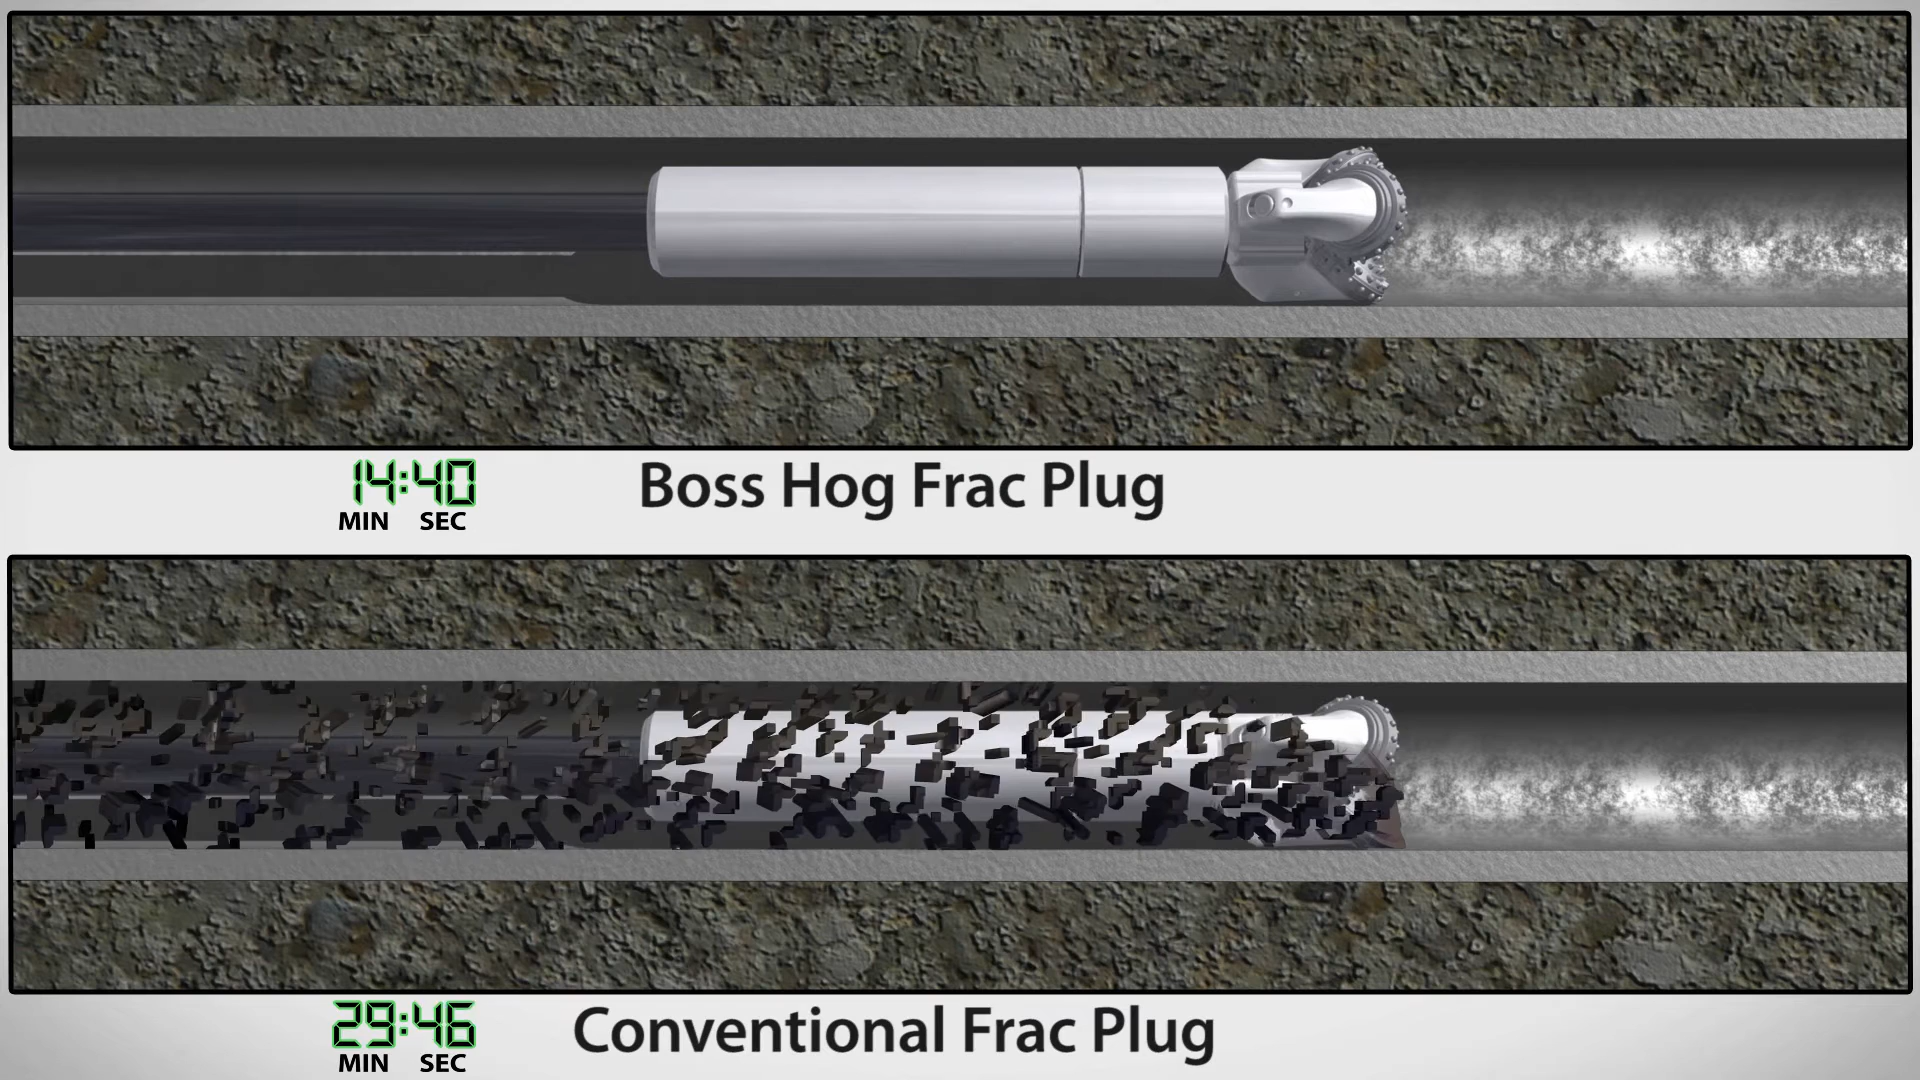 14:40
MIN SEC
Boss Hog Frac Plug
29:46
MIN SEC
Conventional Frac Plug